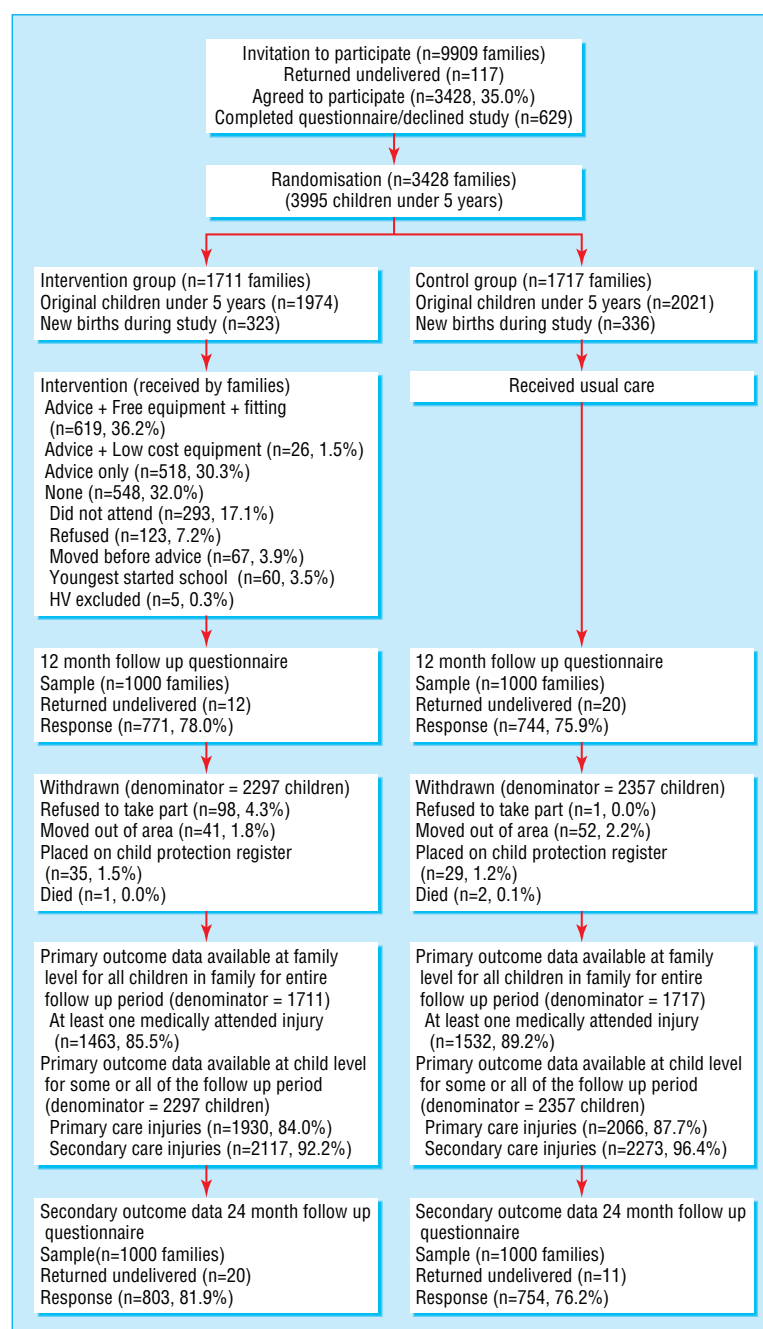 Invitation to participate (n=9909 families)
Returned undelivered (n=117)
Agreed to participate (n=3428, 35.0%)
Completed questionnaire/declined study (n=629)
Randomisation (n=3428 families)
(3995 children under 5 years)
Intervention group (n=1711 families)
Original children under 5 years (n=1974)
New births during study (n=323)
Control group (n=1717 families)
Original children under 5 years (n=2021)
New births during study (n=336)
Intervention (received by families)
Advice + Free equipment + fitting
(n=619, 36.2%)
Advice + Low cost equipment (n=26, 1.5%)
Advice only (n=518, 30.3%)
None (n=548, 32.0%)
Did not attend (n=293, 17.1%)
Refused (n=123, 7.2%)
Moved before advice (n=67, 3.9%)
Youngest started school (n=60, 3.5%)
HV excluded (n=5, 0.3%)
Received usual care
12 month follow up questionnaire
Sample (n=1000 families)
Returned undelivered (n=12)
Response (n=771, 78.0%)
12 month follow up questionnaire
Sample (n=1000 families)
Returned undelivered (n=20)
Response (n=744, 75.9%)
Withdrawn (denominator = 2297 children)
Refused to take part (n=98, 4.3%)
Moved out of area (n=41, 1.8%)
Placed on child protection register
(n=35, 1.5%)
Died (n=1, 0.0%)
Withdrawn (denominator = 2357 children)
Refused to take part (n=1, 0.0%)
Moved out of area (n=52, 2.2%)
Placed on child protection register
(n=29, 1.2%)
Died (n=2, 0.1%)
Primary outcome data available at family
level for all children in family for entire
follow up period (denominator = 1711)
At least one medically attended injury
(n=1463, 85.5%)
Primary outcome data available at child level
for some or all of the follow up period
(denominator = 2297 children)
Primary care injuries (n=1930, 84.0%)
Secondary care injuries (n=2117, 92.2%)
Primary outcome data available at family
level for all children in family for entire
follow up period (denominator = 1717)
At least one medically attended injury
(n=1532, 89.2%)
Primary outcome data available at child level
for some or all of the follow up period
(denominator = 2357 children)
Primary care injuries (n=2066, 87.7%)
Secondary care injuries (n=2273, 96.4%)
Secondary outcome data 24 month follow up
questionnaire
Sample(n=1000 families)
Returned undelivered (n=20)
Response (n=803, 81.9%)
Secondary outcome data 24 month follow up
questionnaire
Sample (n=1000 families)
Returned undelivered (n=11)
Response (n=754, 76.2%)